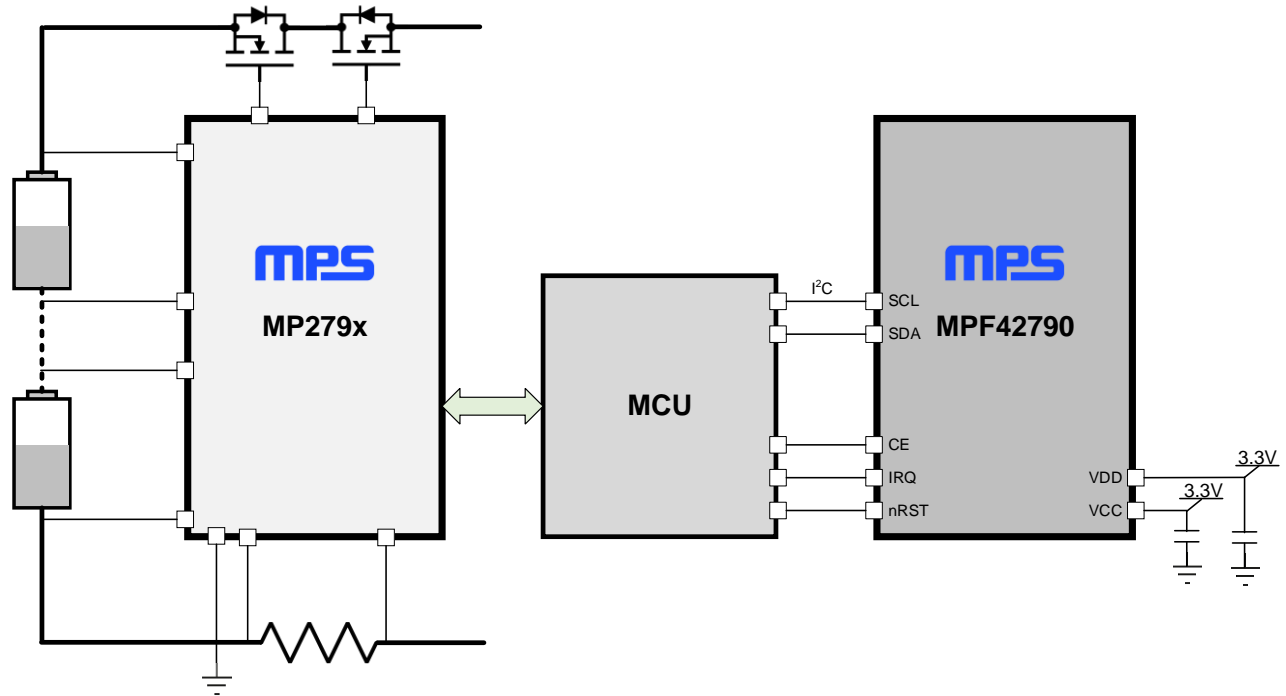 MPS
MP279x
MCU
I²C
MPS
MPF42790
SCL
SDA
CE
IRQ
nRST
VDD
VCC
3.3V
3.3V